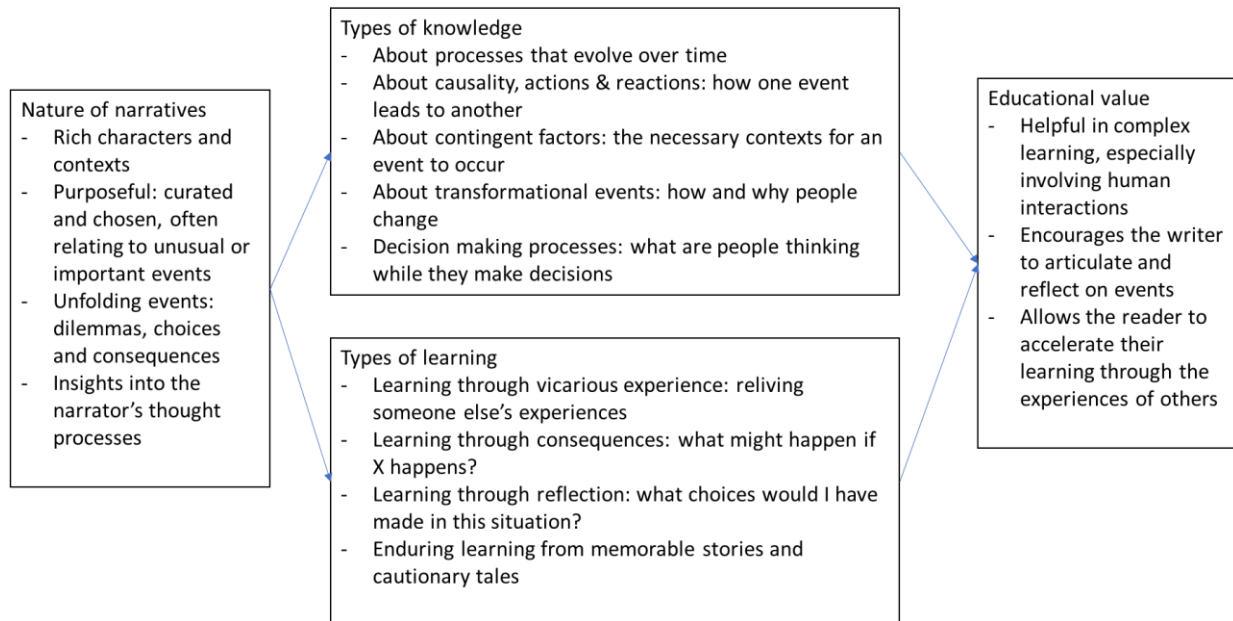 Nature of narratives
- Rich characters and
contexts
- Purposeful: curated
and chosen, often
relating to unusual or
important events
- Unfolding events:
dilemmas, choices
and consequences
- Insights into the
narrator’s thought
processes
Types of knowledge
- About processes that evolve over time
- About causality, actions & reactions: how one event
leads to another
- About contingent factors: the necessary contexts for an
event to occur
- About transformational events: how and why people
change
- Decision making processes: what are people thinking
while they make decisions
Types of learning
- Learning through vicarious experience: reliving
someone else’s experiences
- Learning through consequences: what might happen if
X happens?
- Learning through reflection: what choices would I have
made in this situation?
- Enduring learning from memorable stories and
cautionary tales
Educational value
- Helpful in complex
learning, especially
involving human
interactions
- Encourages the writer
to articulate and
reflect on events
- Allows the reader to
accelerate their
learning through the
experiences of others